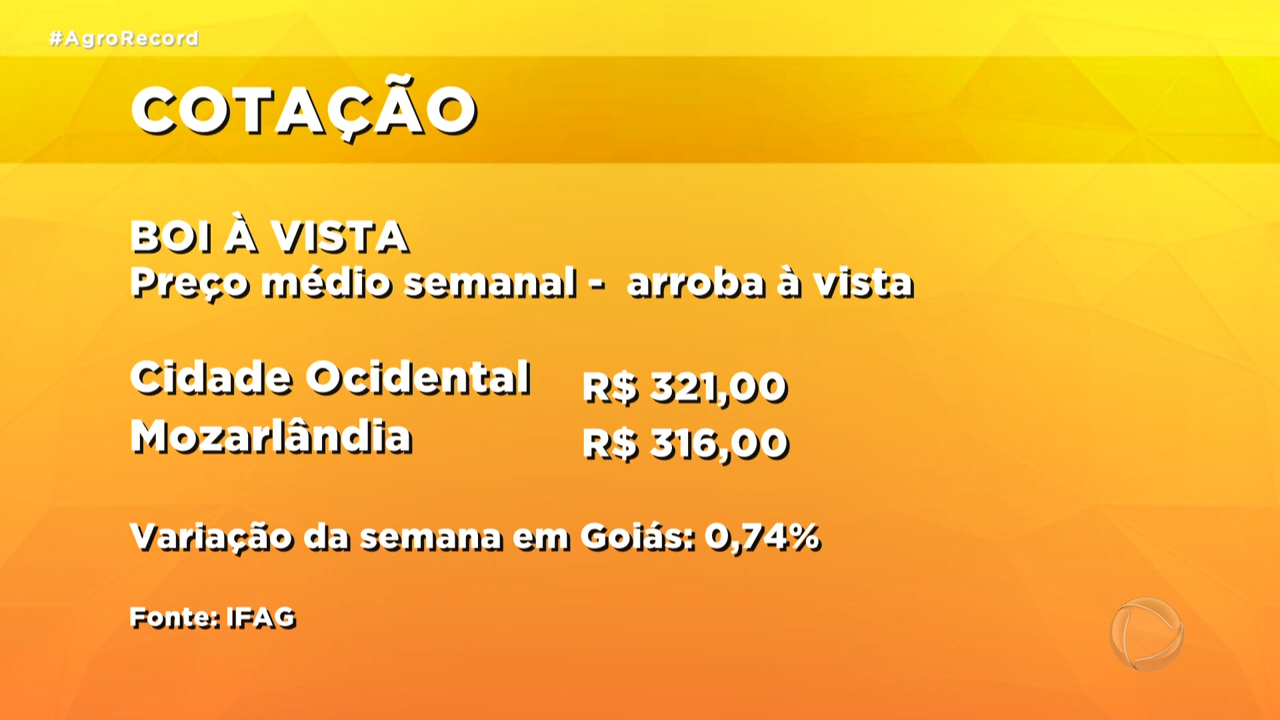 #AgroRecord
COTAÇÃO
BOI À VISTA
Preço médio semanal - arroba à vista
Cidade Ocidental R$ 321,00
Mozarlândia R$ 316,00
Variação da semana em Goiás: 0,74%
Fonte: IFAG